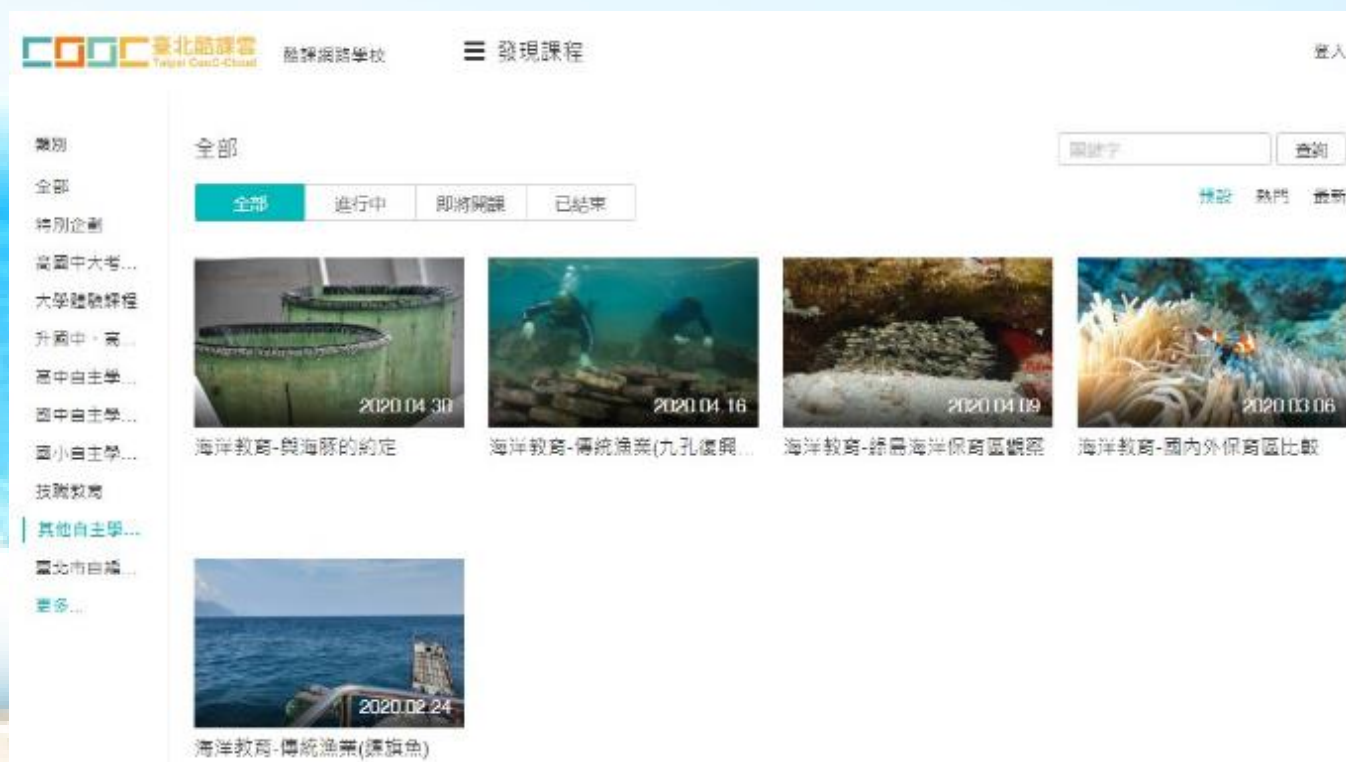 COOC 臺北酷課雲
Taipei CooC-Cloud
酷課網路學校
☰ 發現課程
登入
類別
全部
特別企劃
高國中大考...
大學體驗課程
升國中、高...
高中自主學...
國中自主學...
國小自主學...
技職教育
其他自主學...
臺北市自編...
更多...
全部
關鍵字
查詢
全部 進行中 即將開課 已結束
預設 熱門 最新
2020.04.30
海洋教育-與海豚的約定
2020.04.16
海洋教育-傳統漁業(九孔復興...
2020.04.09
海洋教育-綠島海洋保育區觀察
2020.03.06
海洋教育-國內外保育區比較
2020.02.24
海洋教育-傳統漁業(鏢旗魚)